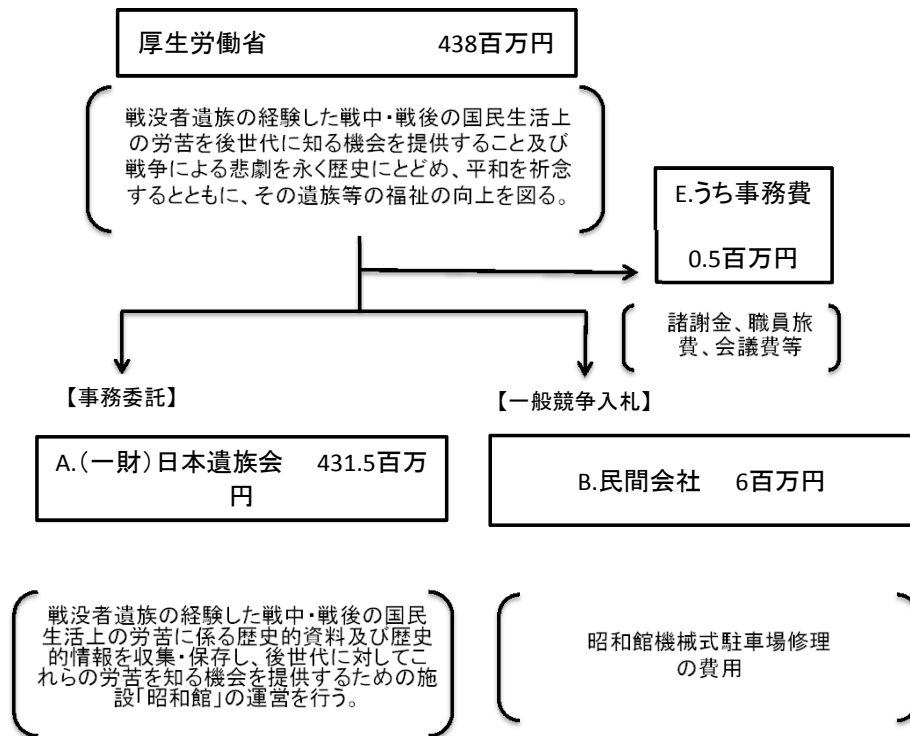 厚生労働省 438百万円
戦没者遺族の経験した戦中・戦後の国民生活上
の労苦を後世代に知る機会を提供すること及び
戦争による悲劇を永く歴史にとどめ、平和を祈念
するとともに、その遺族等の福祉の向上を図る。
E.うち事務費
0.5百万円
諸謝金、職員旅
費、会議費等
【事務委託】
【一般競争入札】
A.(一財)日本遺族会 431.5百万
円
B.民間会社 6百万円
戦没者遺族の経験した戦中・戦後の国民
生活上の労苦に係る歴史的資料及び歴史
的情報を収集・保存し、後世代に対してこ
れらの労苦を知る機会を提供するための施
設「昭和館」の運営を行う。
昭和館機械式駐車場修理
の費用